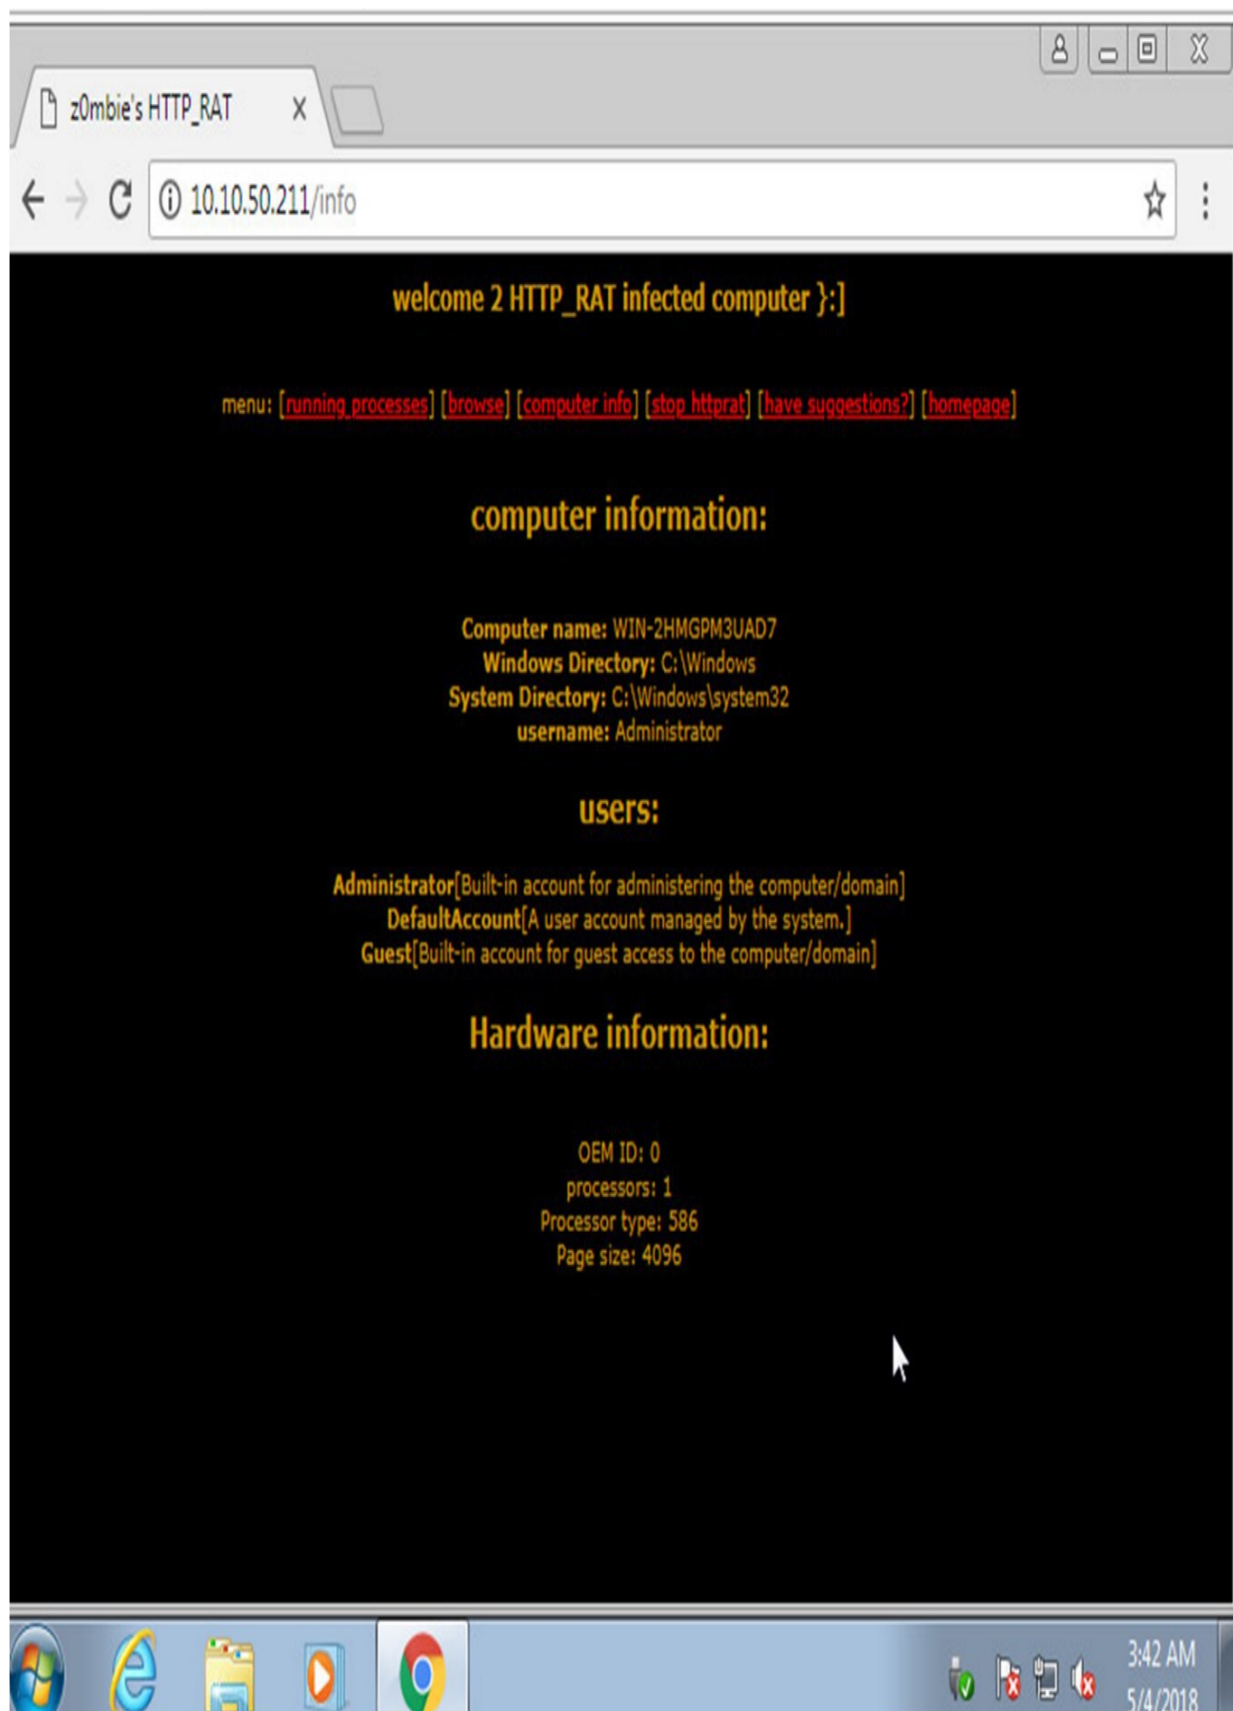 z0mbie's HTTP_RAT
10.10.50.211/info
welcome 2 HTTP_RAT infected computer }:]
menu: [running processes] [browse] [computer info] [stop httprat] [have suggestions?] [homepage]
computer information:
Computer name: WIN-2HMGPM3UAD7
Windows Directory: C:\Windows
System Directory: C:\Windows\system32
username: Administrator
users:
Administrator[Built-in account for administering the computer/domain]
DefaultAccount[A user account managed by the system.]
Guest[Built-in account for guest access to the computer/domain]
Hardware information:
OEM ID: 0
processors: 1
Processor type: 586
Page size: 4096
3:42 AM
5/4/2018